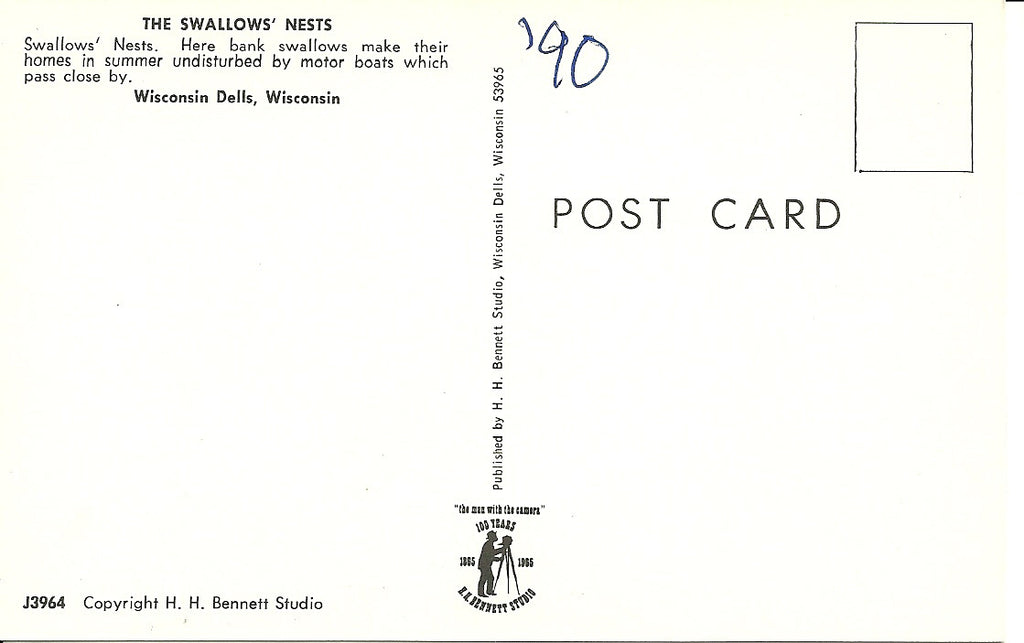 THE SWALLOWS' NESTS
Swallows' Nests. Here bank swallows make their
homes in summer undisturbed by motor boats which
pass close by.
Wisconsin Dells, Wisconsin
'90
Published by H. H. Bennett Studio, Wisconsin Dells, Wisconsin 53965
POST CARD
"the man with the camera"
100 YEARS
1865 1965
H.H. BENNETT STUDIO
J3964 Copyright H. H. Bennett Studio